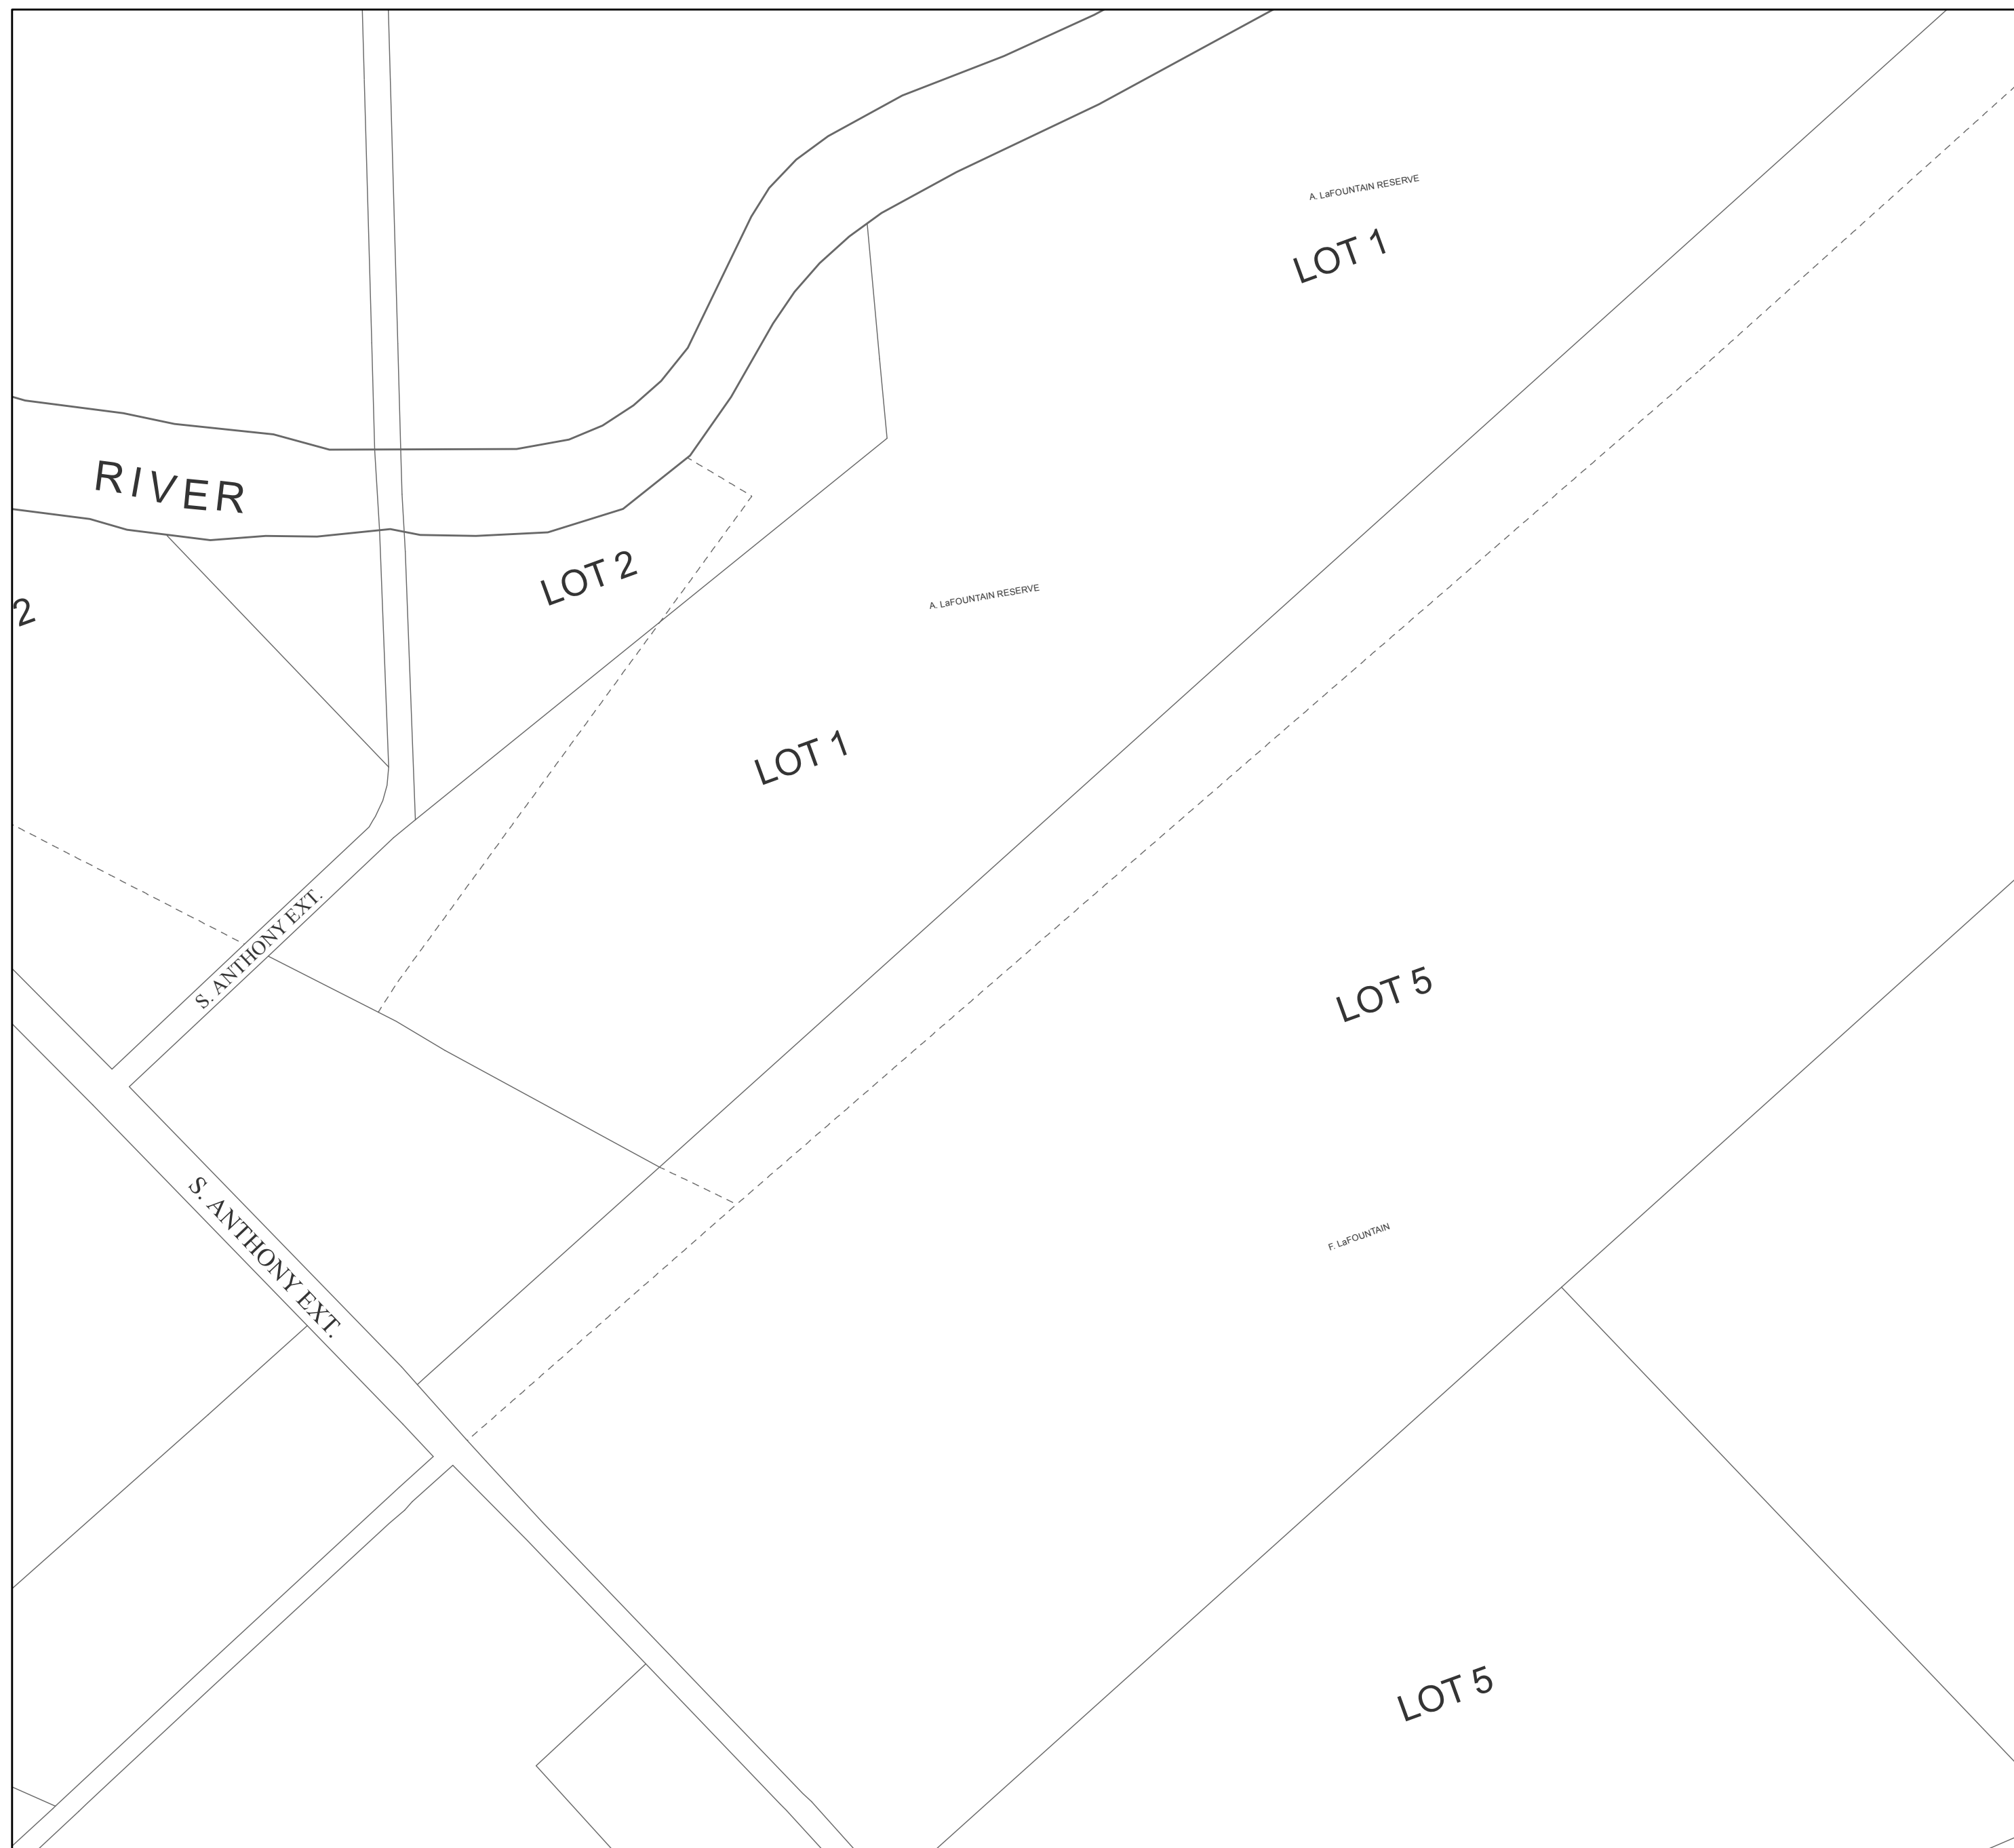 A. LaFOUNTAIN RESERVE
LOT 1
RIVER
LOT 2
2
A. LaFOUNTAIN RESERVE
LOT 1
S. ANTHONY EXT.
LOT 5
S. ANTHONY EXT.
F. LaFOUNTAIN
LOT 5